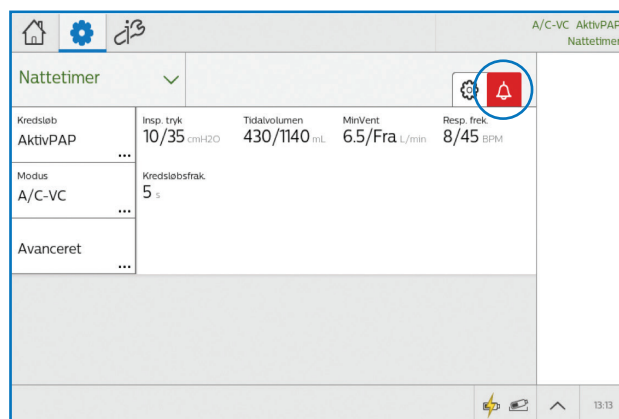 A/C-VC AktivPAP
Nattetimer
Nattetimer
Kredsløb
AktivPAP
...
Insp. tryk
10/35 cmH2O
Tidalvolumen
430/1140 mL
MinVent
6.5/Fra L/min
Resp. frek.
8/45 BPM
Modus
A/C-VC
...
Kredsløbsfrak.
5 s
Avanceret
...
13:13